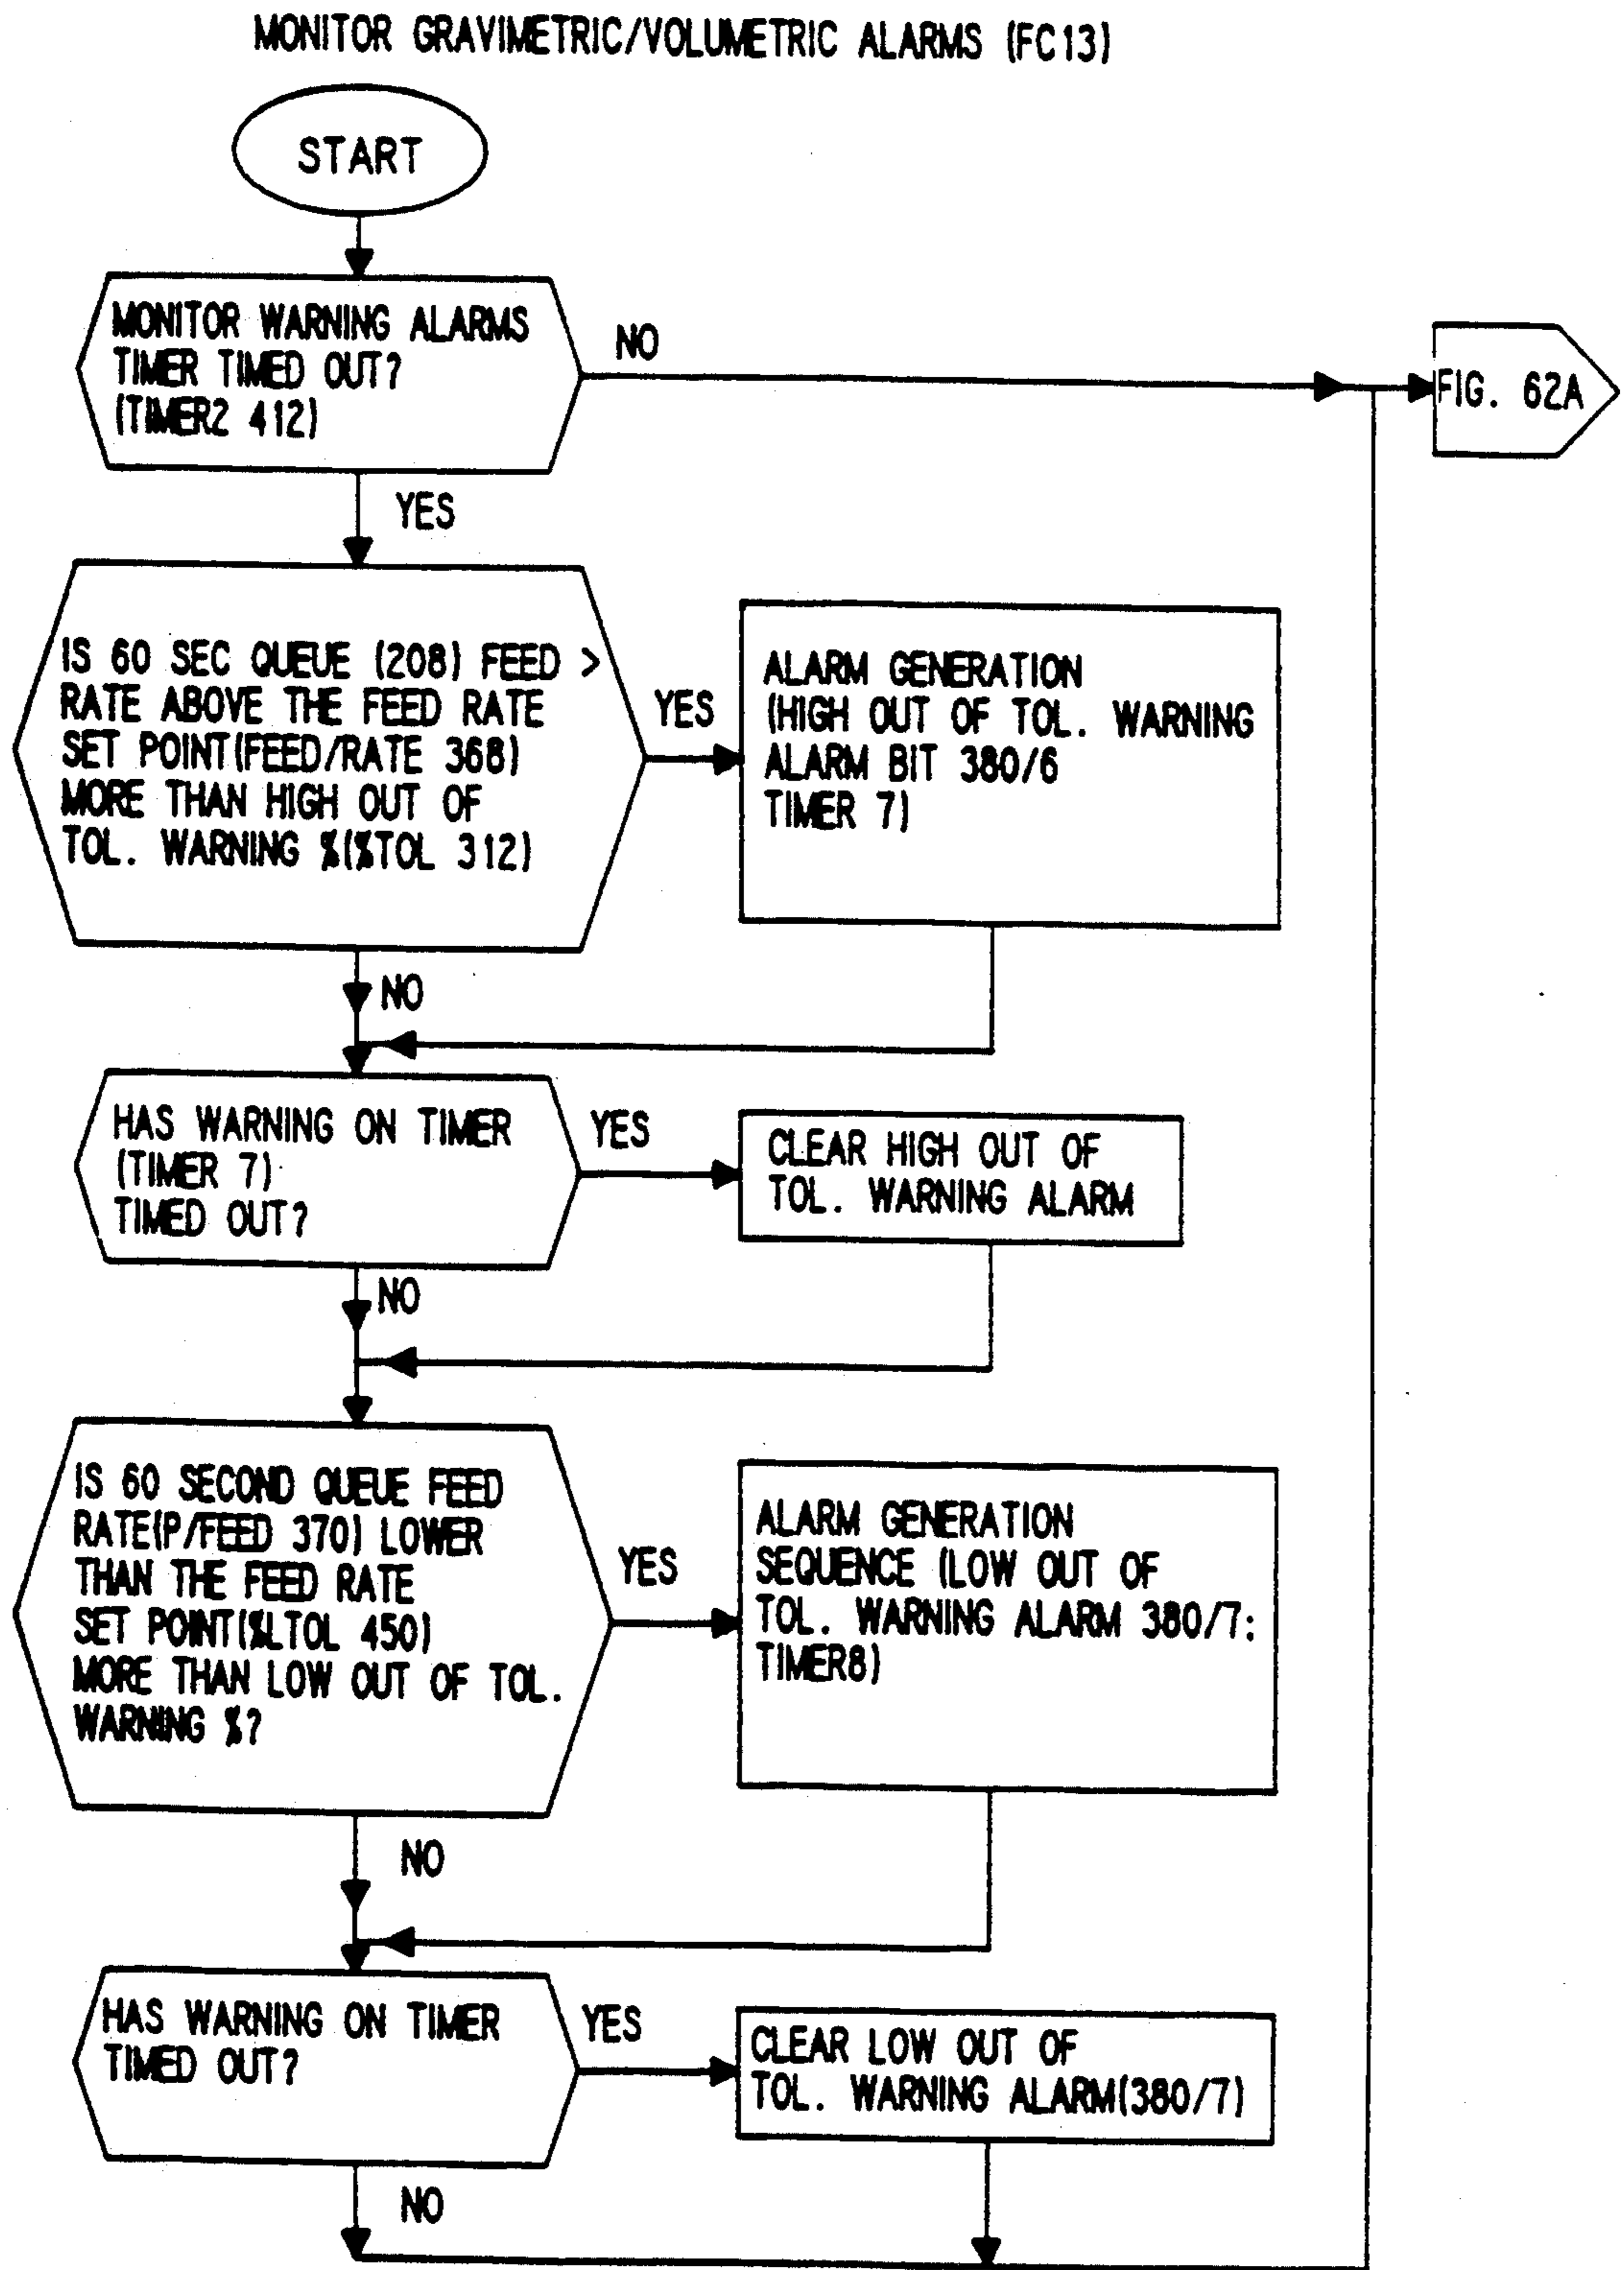 MONITOR GRAVIMETRIC/VOLUMETRIC ALARMS (FC13)
START
MONITOR WARNING ALARMS
TIMER TIMED OUT?
(TIMER2 412)
NO
FIG. 62A
YES
IS 60 SEC QUEUE (208) FEED >
RATE ABOVE THE FEED RATE
SET POINT(FEED/RATE 368)
MORE THAN HIGH OUT OF
TOL. WARNING %(%TOL 312)
YES
ALARM GENERATION
(HIGH OUT OF TOL. WARNING
ALARM BIT 380/6
TIMER 7)
NO
HAS WARNING ON TIMER
(TIMER 7)
TIMED OUT?
YES
CLEAR HIGH OUT OF
TOL. WARNING ALARM
NO
IS 60 SECOND QUEUE FEED
RATE(P/FEED 370) LOWER
THAN THE FEED RATE
SET POINT(%LTOL 450)
MORE THAN LOW OUT OF TOL.
WARNING %?
YES
ALARM GENERATION
SEQUENCE (LOW OUT OF
TOL. WARNING ALARM 380/7:
TIMER8)
NO
HAS WARNING ON TIMER
TIMED OUT?
YES
CLEAR LOW OUT OF
TOL. WARNING ALARM(380/7)
NO